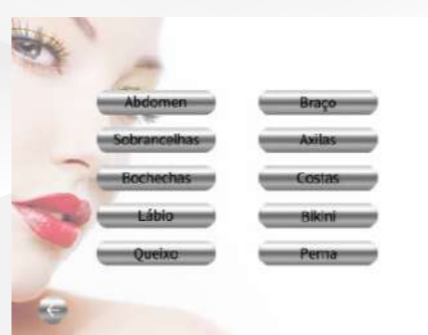 Abdomen
Braço
Sobrancelhas
Axilas
Bochechas
Costas
Lábio
Bikini
Queixo
Perna